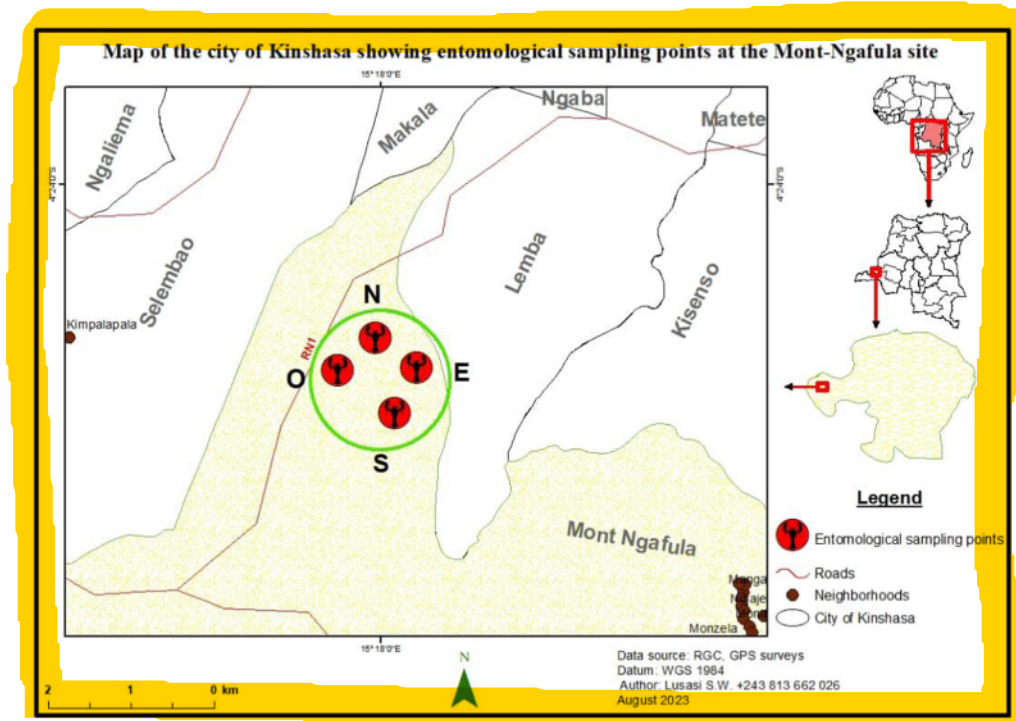 Map of the city of Kinshasa showing entomological sampling points at the Mont-Ngafula site
15°18'0"E
Ngaliema
Makala
Ngaba
Matete
4°24'0"S
4°24'0"S
Selembao
Lemba
Kisenso
Kimpalapala
N
RN1
O
E
S
Mont Ngafula
Manga
Monzela
15°18'0"E
Legend
Entomological sampling points
Roads
Neighborhoods
City of Kinshasa
2 1 0 km
N
Data source: RGC, GPS surveys
Datum: WGS 1984
Author: Lusasi S.W. +243 813 662 026
August 2023